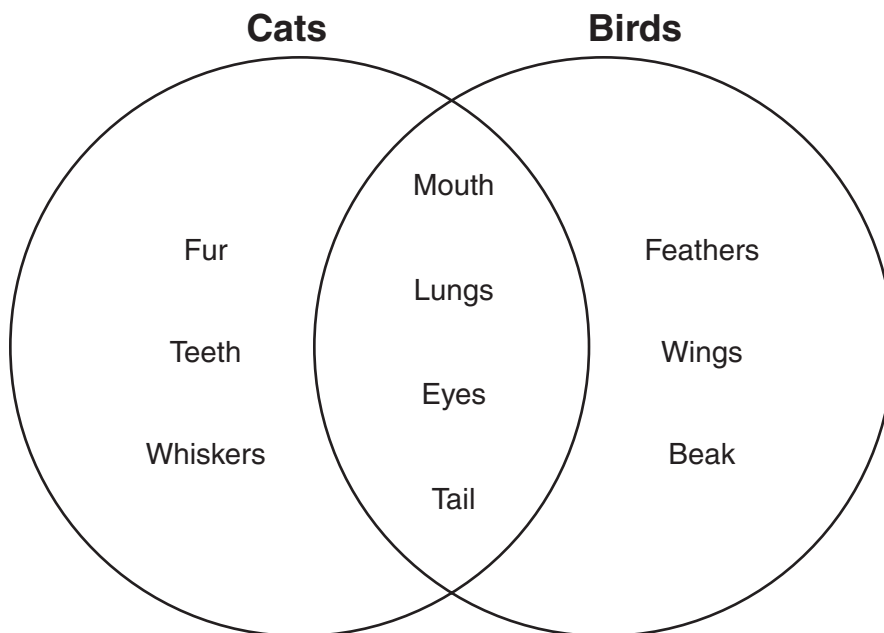 Cats
Birds
Mouth
Fur
Feathers
Lungs
Teeth
Wings
Eyes
Whiskers
Beak
Tail